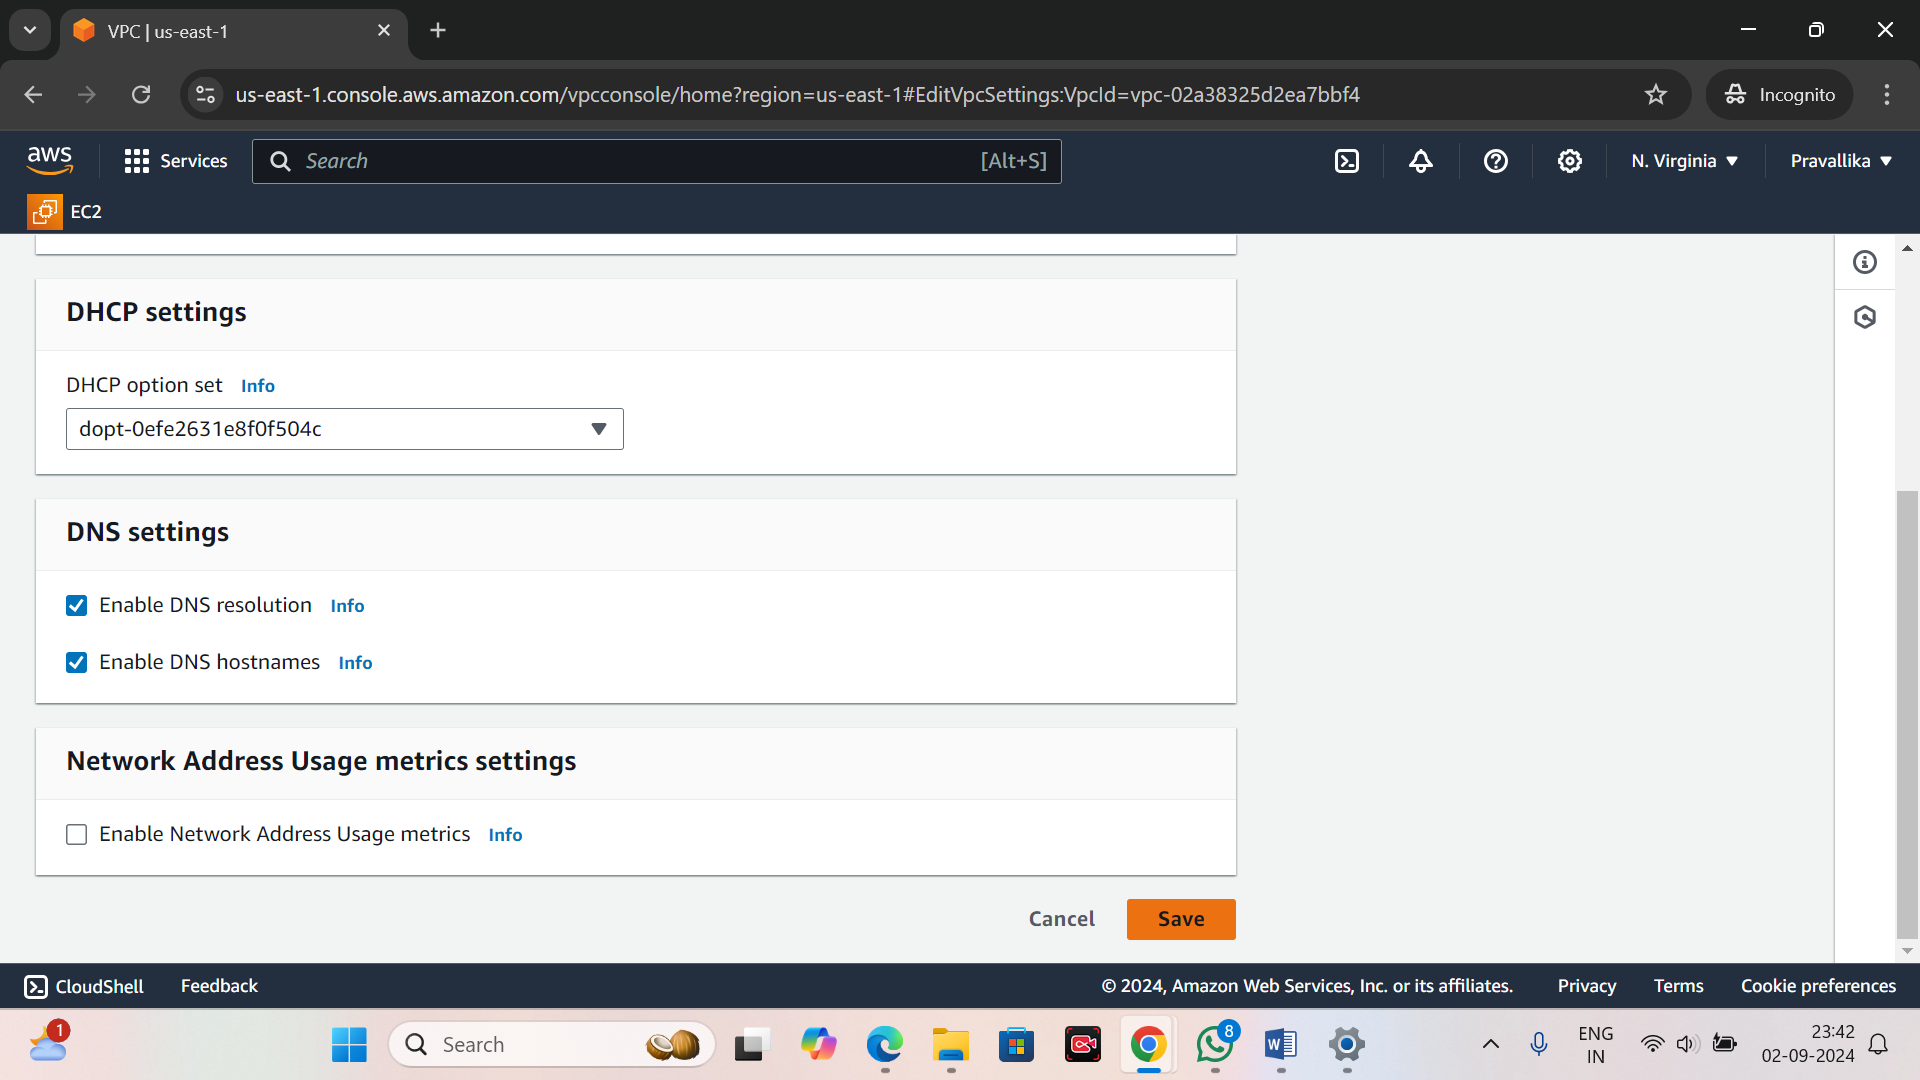 VPC | us-east-1
us-east-1.console.aws.amazon.com/vpcconsole/home?region=us-east-1#EditVpcSettings:VpcId=vpc-02a38325d2ea7bbf4
Incognito
aws
Services
Search
[Alt+S]
N. Virginia
Pravallika
EC2
DHCP settings
DHCP option set Info
dopt-0efe2631e8f0f504c
DNS settings
Enable DNS resolution Info
Enable DNS hostnames Info
Network Address Usage metrics settings
Enable Network Address Usage metrics Info
Cancel
Save
CloudShell
Feedback
© 2024, Amazon Web Services, Inc. or its affiliates.
Privacy
Terms
Cookie preferences
1
Search
8
W
ENG
IN
23:42
02-09-2024